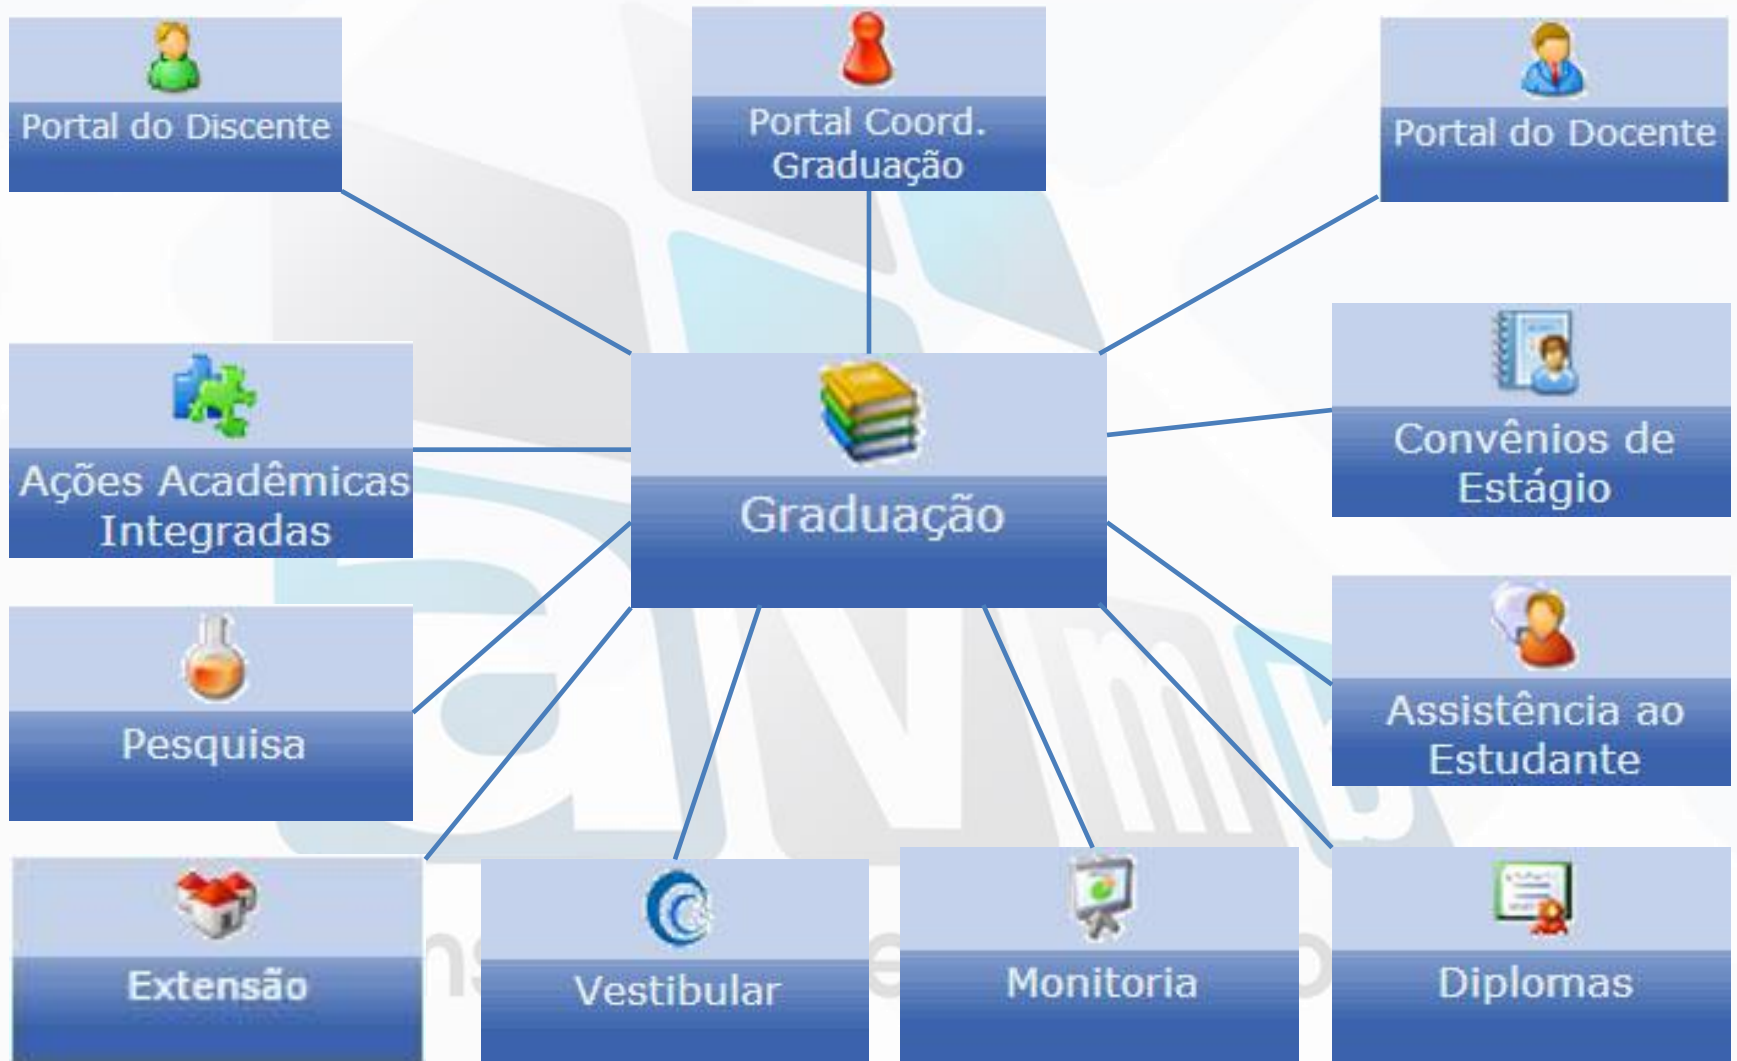 Portal do Discente
Portal Coord.
Graduação
Portal do Docente
Ações Acadêmicas
Integradas
Graduação
Convênios de
Estágio
Pesquisa
Assistência ao
Estudante
Extensão
Vestibular
Monitoria
Diplomas